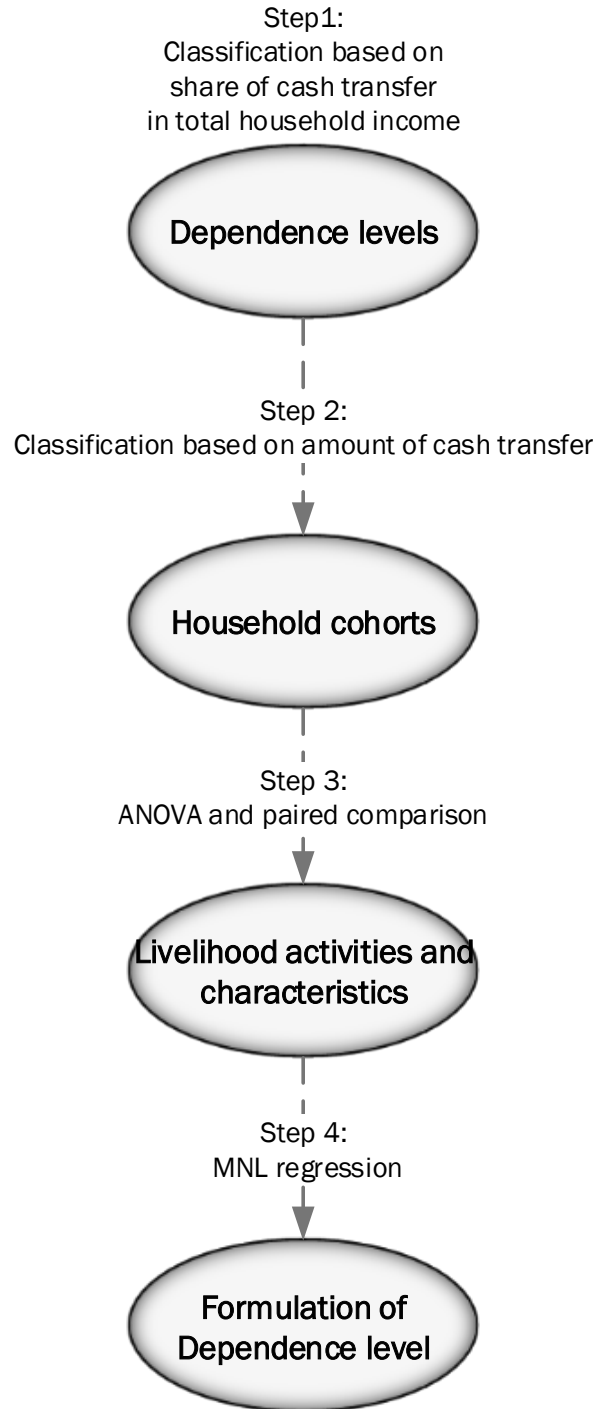 Step1:
Classification based on
share of cash transfer
in total household income
Dependence levels
Step 2:
Classification based on amount of cash transfer
Household cohorts
Step 3:
ANOVA and paired comparison
Livelihood activities and
characteristics
Step 4:
MNL regression
Formulation of
Dependence level